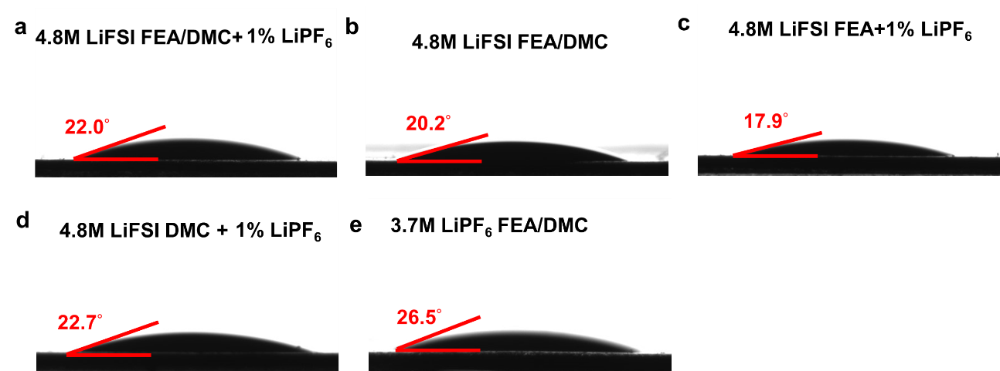 a
4.8M LiFSI FEA/DMC+1% LiPF₆
22.0°
b
4.8M LiFSI FEA/DMC
20.2°
c
4.8M LiFSI FEA+1% LiPF₆
17.9°
d
4.8M LiFSI DMC + 1% LiPF₆
22.7°
e
3.7M LiPF₆ FEA/DMC
26.5°